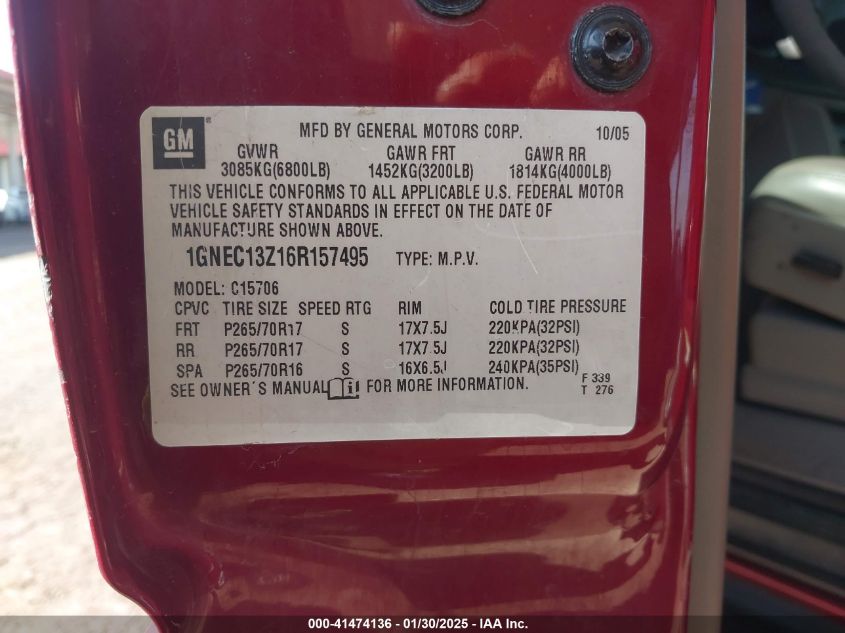 GM® MFD BY GENERAL MOTORS CORP. 10/05
GVWR GAWR FRT GAWR RR
3085KG(6800LB) 1452KG(3200LB) 1814KG(4000LB)
THIS VEHICLE CONFORMS TO ALL APPLICABLE U.S. FEDERAL MOTOR
VEHICLE SAFETY STANDARDS IN EFFECT ON THE DATE OF
MANUFACTURE SHOWN ABOVE.
1GNEC13Z16R157495 TYPE: M.P.V.
MODEL: C15706
CPVC TIRE SIZE SPEED RTG RIM COLD TIRE PRESSURE
FRT P265/70R17 S 17X7.5J 220KPA(32PSI)
RR P265/70R17 S 17X7.5J 220KPA(32PSI)
SPA P265/70R16 S 16X6.5J 240KPA(35PSI)
SEE OWNER'S MANUAL i FOR MORE INFORMATION.
F 339
T 276
000-41474136 - 01/30/2025 - IAA Inc.